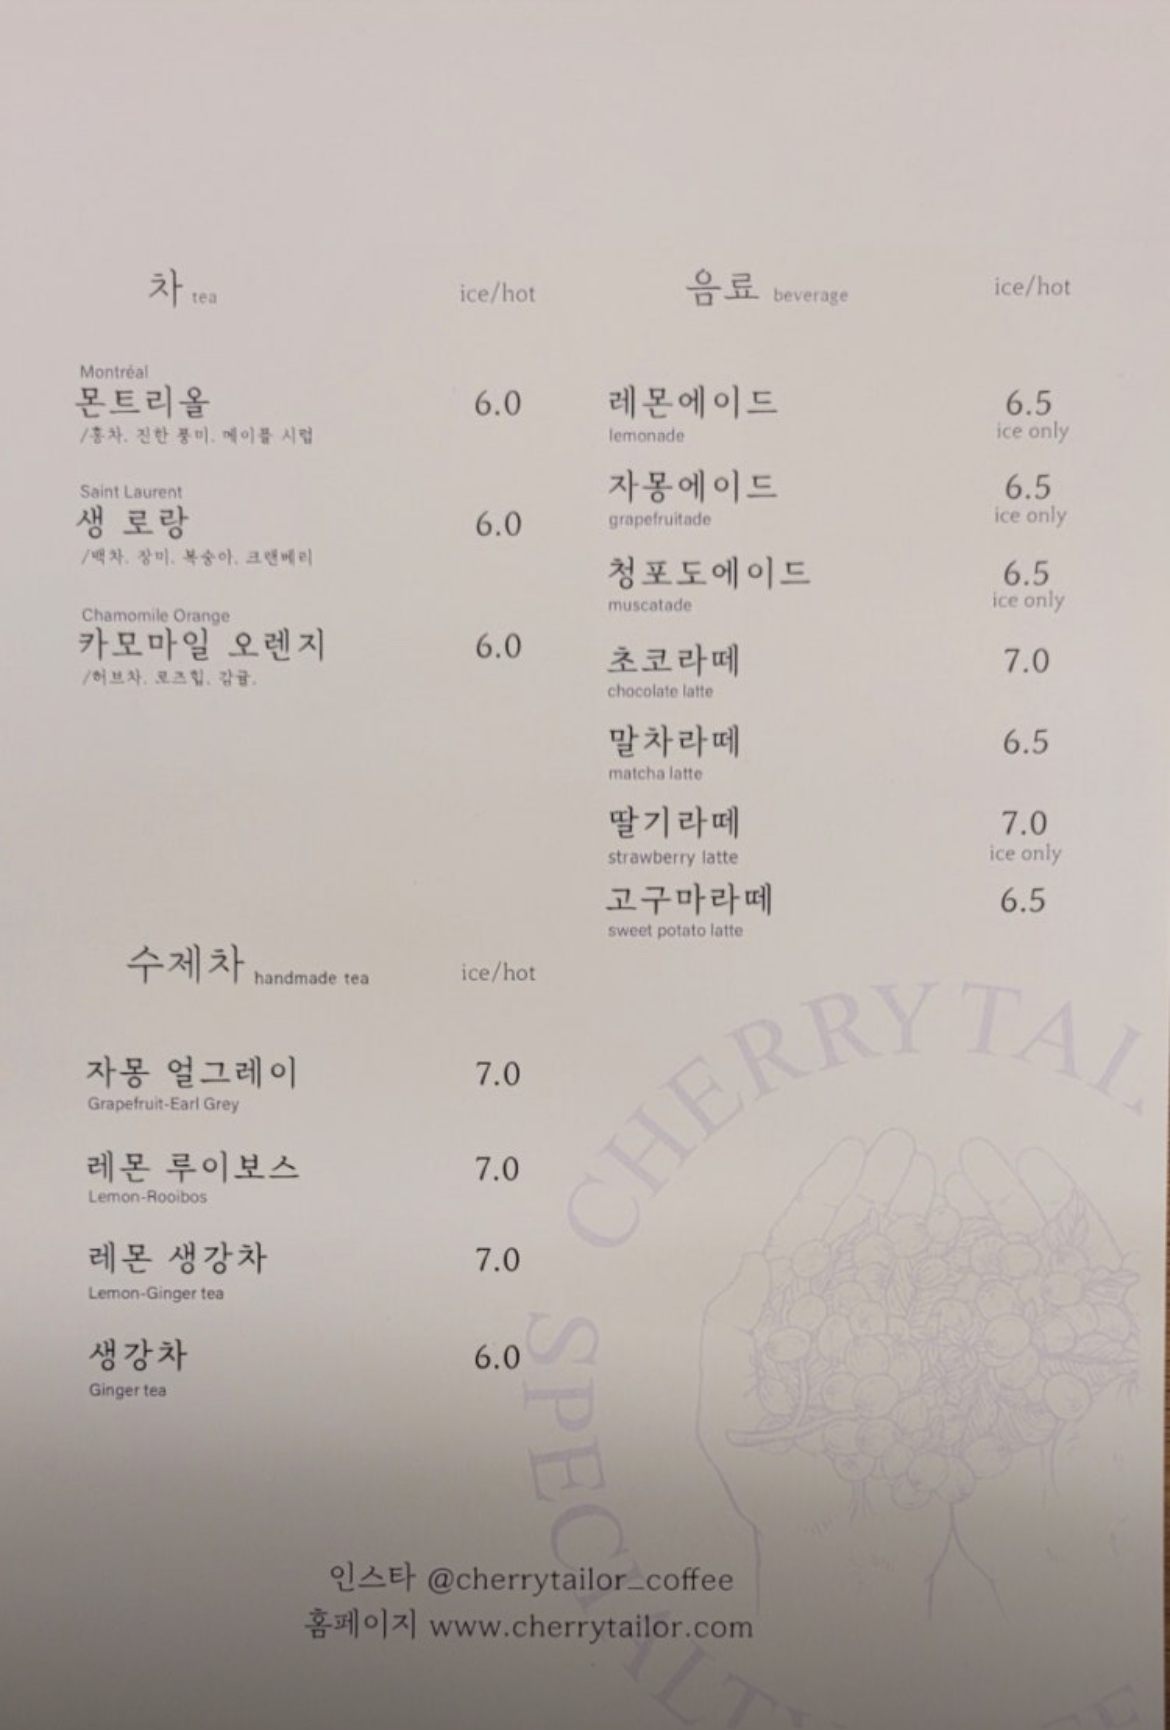 차 tea ice/hot
Montréal
몬트리올 6.0
/홍차. 진한 풍미. 메이플 시럽
Saint Laurent
생 로랑 6.0
/백차. 장미. 복숭아. 크랜베리
Chamomile Orange
카모마일 오렌지 6.0
/허브차. 로즈힙. 감귤.
수제차 handmade tea ice/hot
자몽 얼그레이 7.0
Grapefruit-Earl Grey
레몬 루이보스 7.0
Lemon-Rooibos
레몬 생강차 7.0
Lemon-Ginger tea
생강차 6.0
Ginger tea
음료 beverage ice/hot
레몬에이드 6.5
lemonade ice only
자몽에이드 6.5
grapefruitade ice only
청포도에이드 6.5
muscatade ice only
초코라떼 7.0
chocolate latte
말차라떼 6.5
matcha latte
딸기라떼 7.0
strawberry latte ice only
고구마라떼 6.5
sweet potato latte
CHERRYTAIL
SPECIALTY
인스타 @cherrytailor_coffee
홈페이지 www.cherrytailor.com